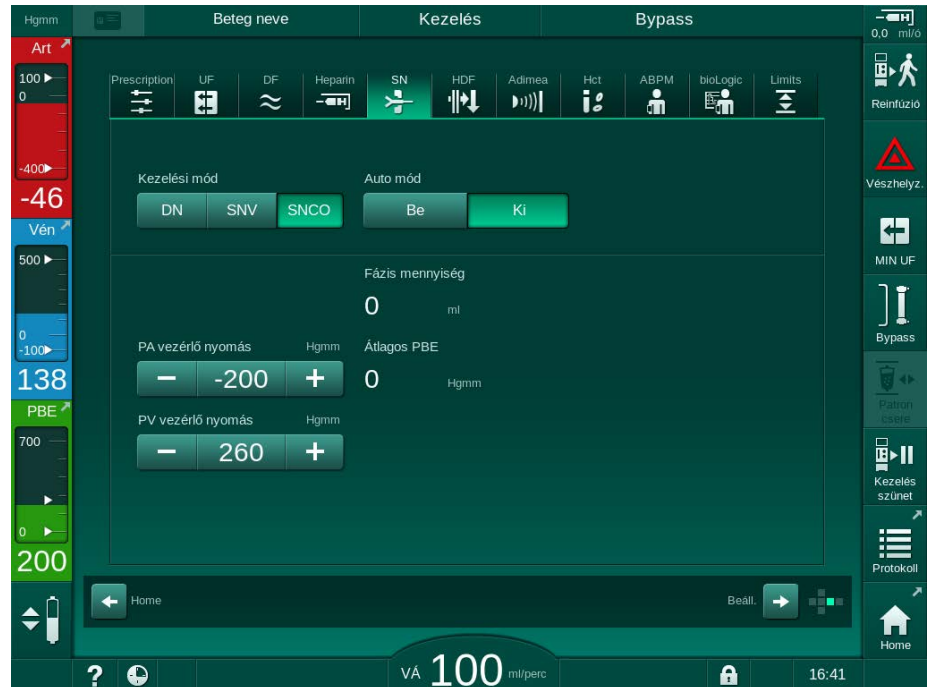 Hgmm Beteg neve Kezelés Bypass
0,0 ml/ó
Art
100
0
-400
-46
Vén
500
0
-100
138
PBE
700
0
200
Prescription UF DF Heparin SN HDF Adimea Hct ABPM bioLogic Limits
Kezelési mód Auto mód
DN SNV SNCO Be Ki
Fázis mennyiség
0 ml
PA vezérlő nyomás Hgmm Átlagos PBE
-200 0 Hgmm
PV vezérlő nyomás Hgmm
260
Home Beáll.
Reinfúzió
Vészhelyz.
MIN UF
Bypass
Patron
csere
Kezelés
szünet
Protokoll
Home
? VÁ 100 ml/perc 16:41